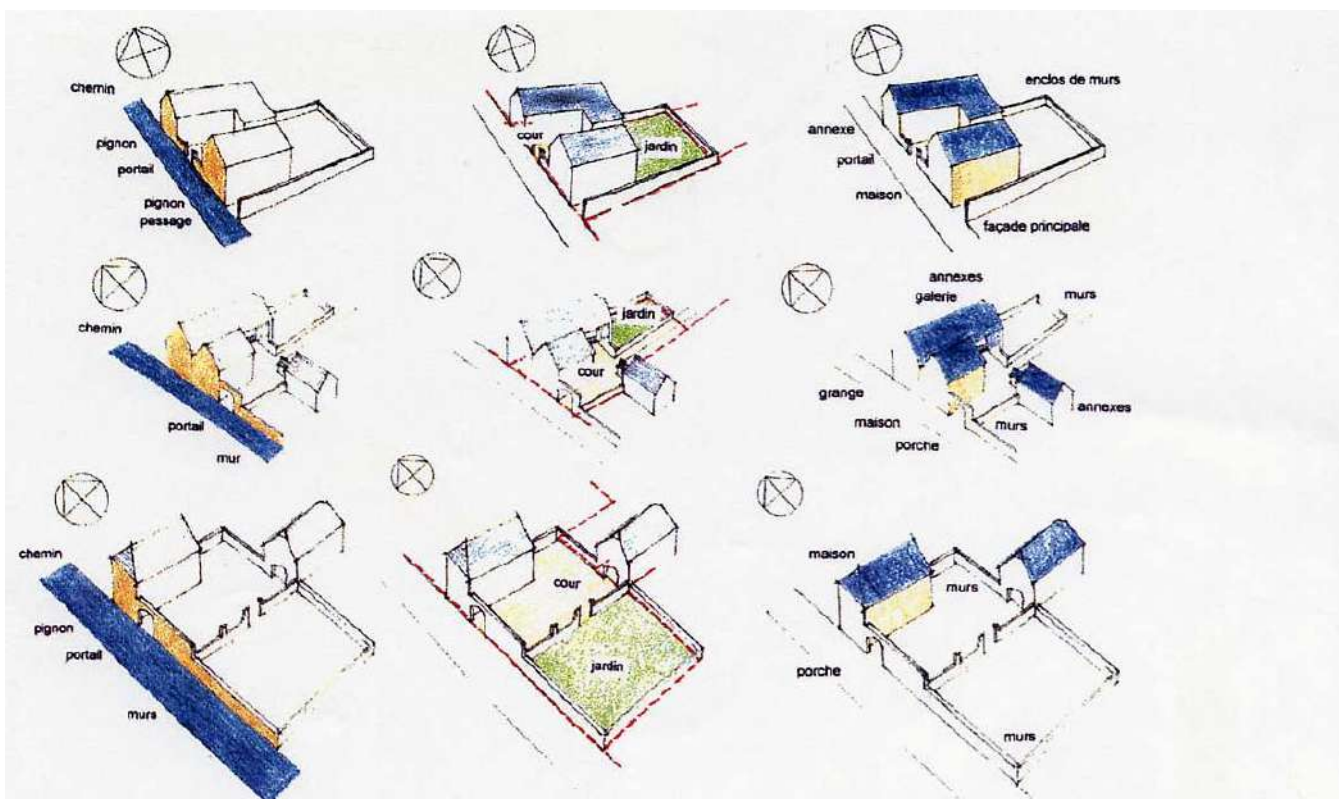 chemin
pignon
portail
pignon
pessage
cour
jardin
enclos de murs
annexe
portail
maison
façade principale
chemin
portail
mur
jardin
cour
annexes
galerie
murs
grange
maison
porche
murs
annexes
chemin
pignon
portail
murs
cour
jardin
maison
murs
porche
murs